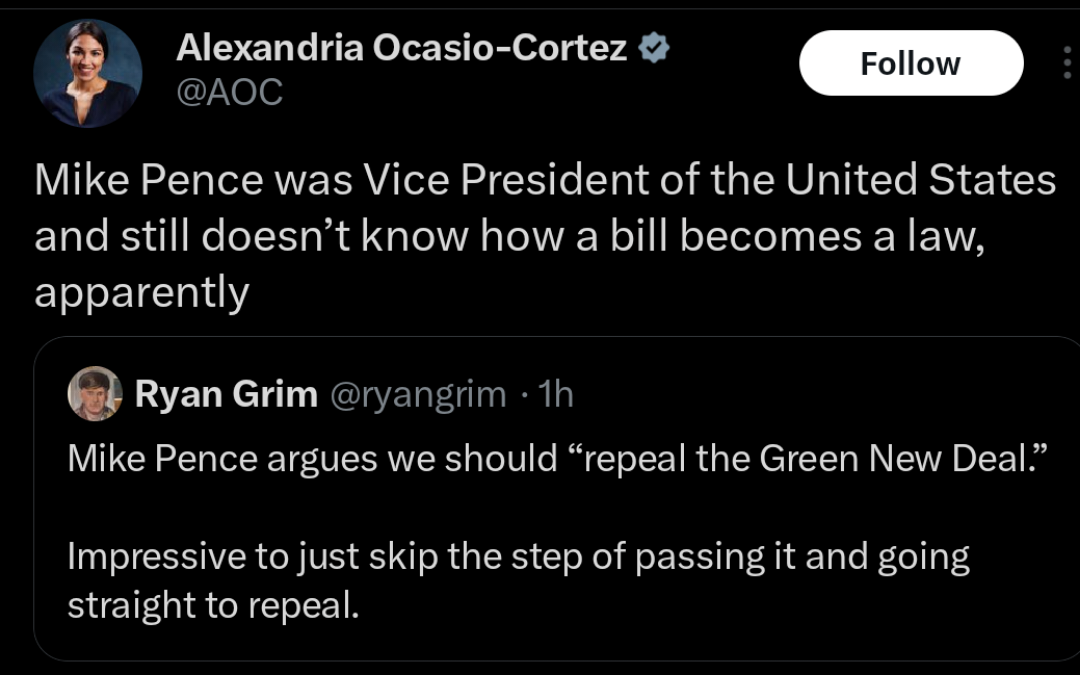 Alexandria Ocasio-Cortez
@AOC
Follow
Mike Pence was Vice President of the United States
and still doesn’t know how a bill becomes a law,
apparently
Ryan Grim @ryangrim · 1h
Mike Pence argues we should “repeal the Green New Deal.”
Impressive to just skip the step of passing it and going
straight to repeal.